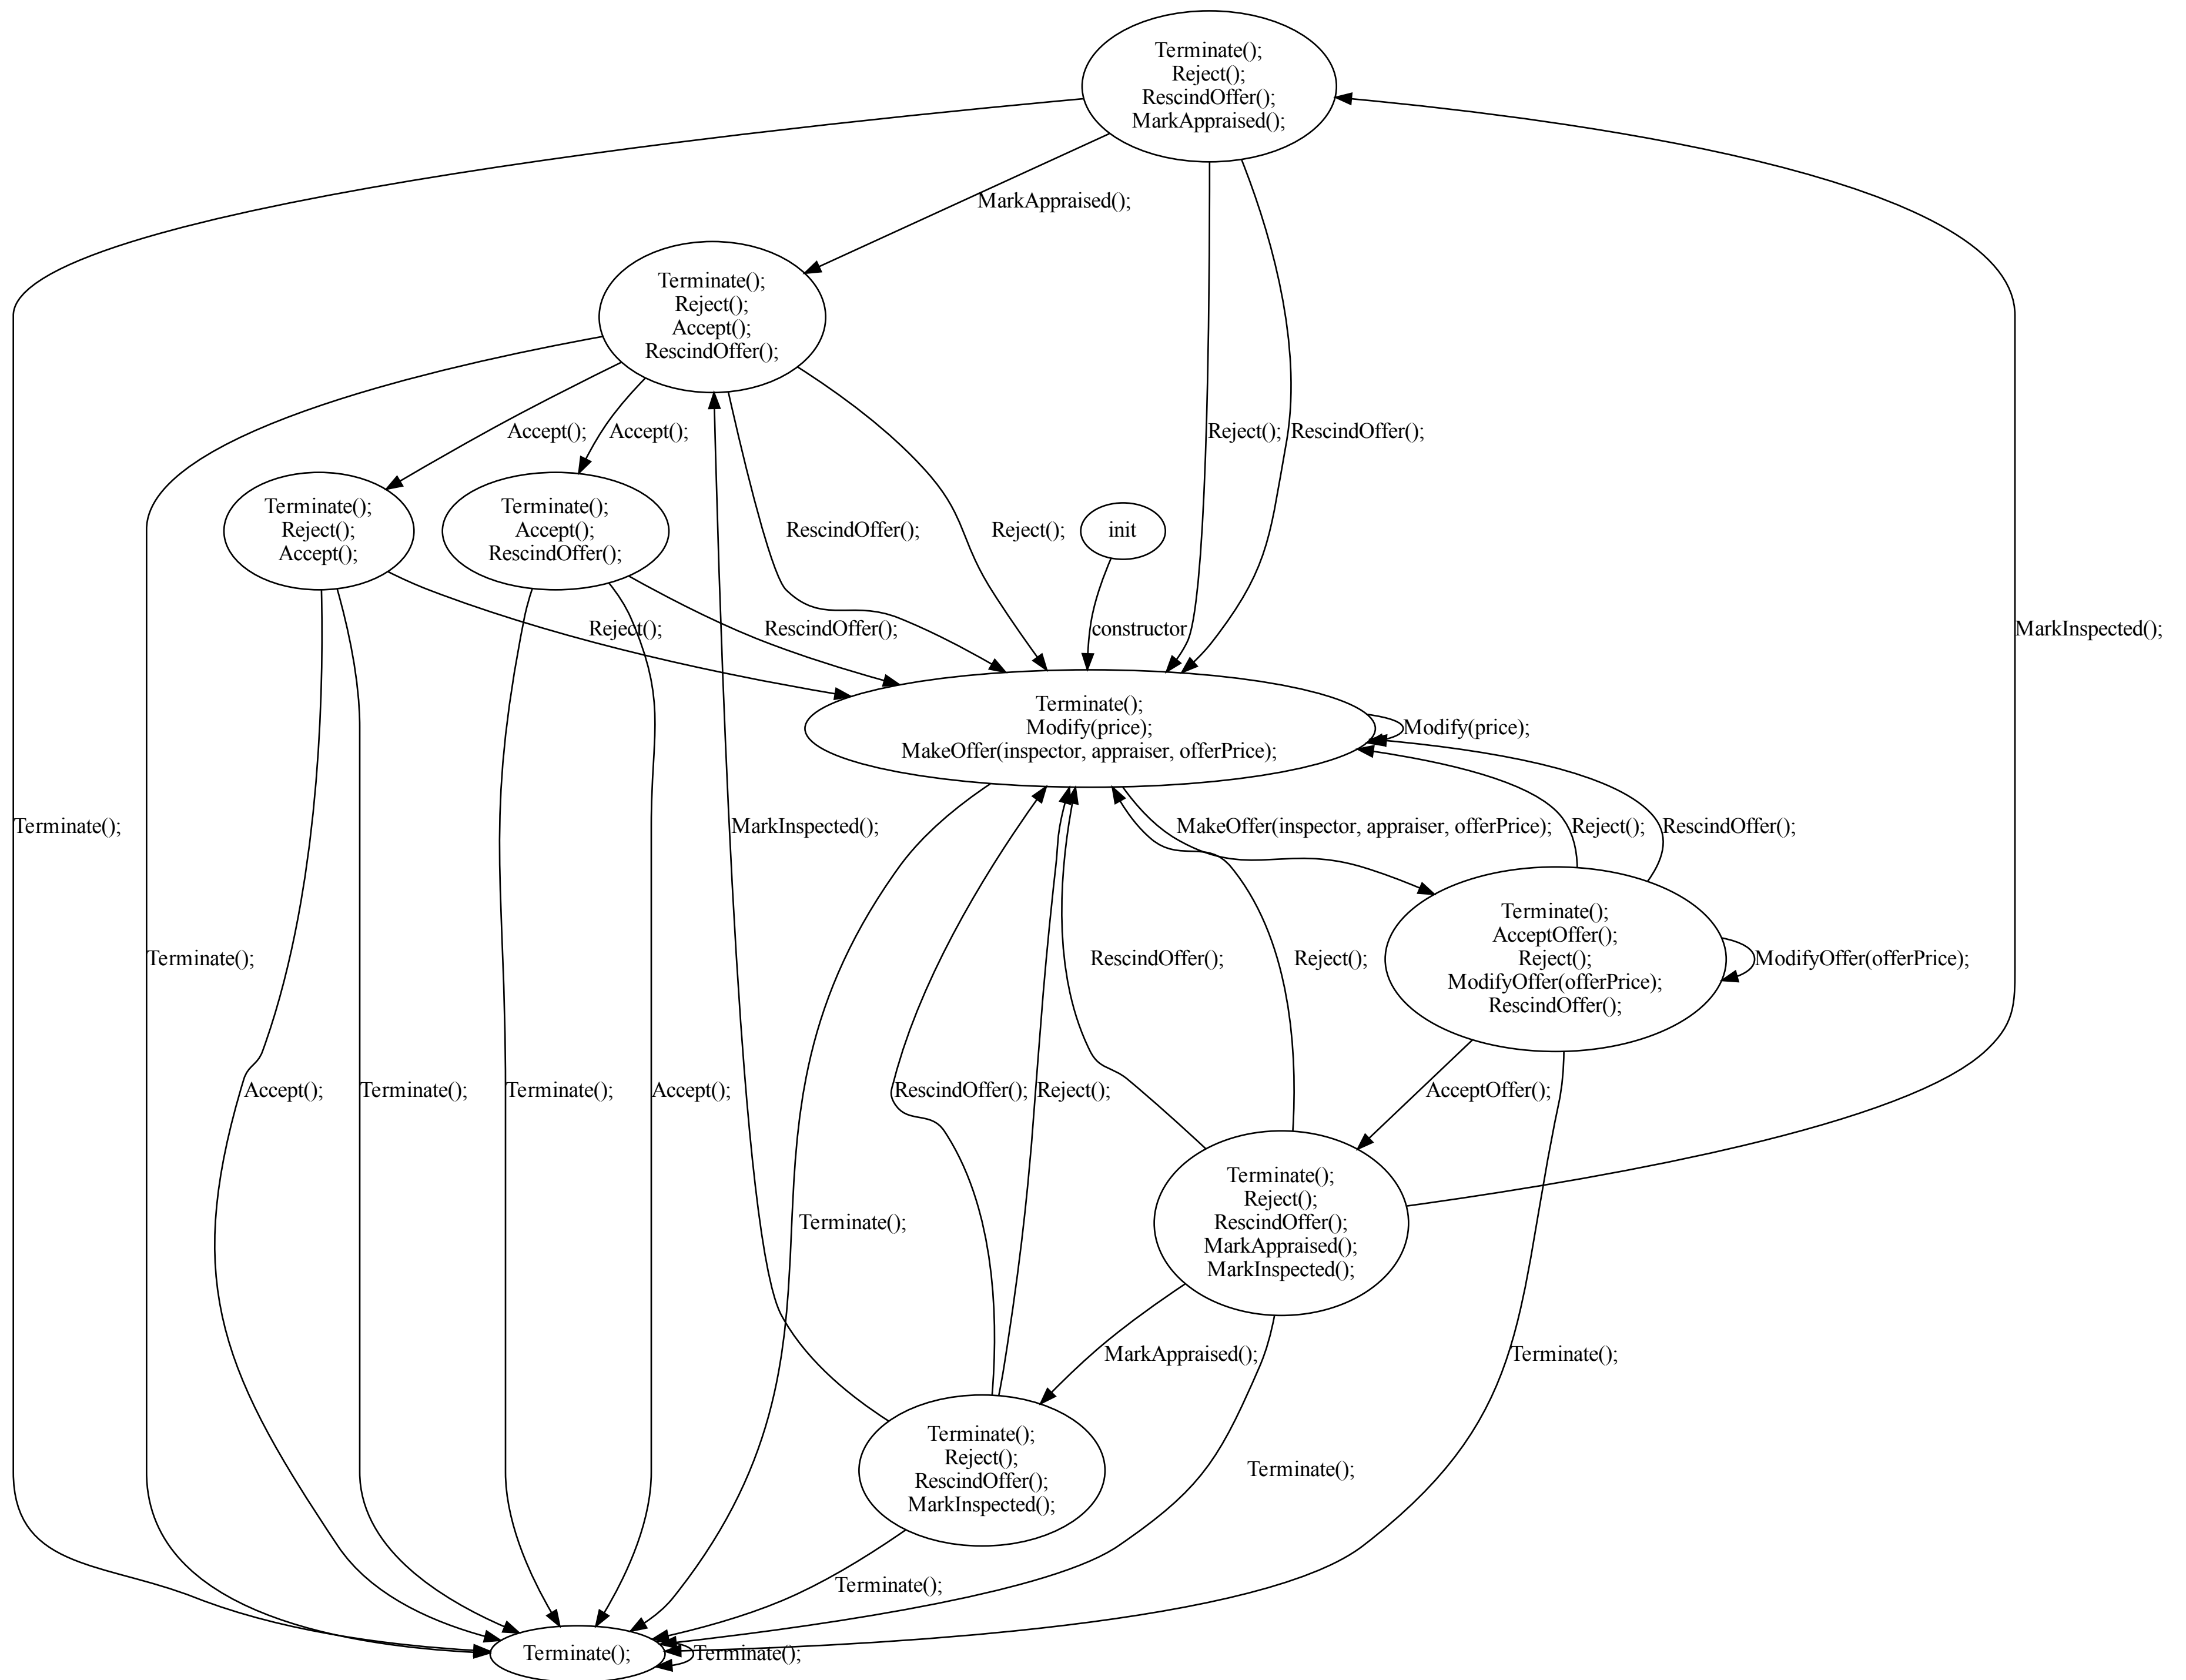 Terminate();
Reject();
RescindOffer();
MarkAppraised();
MarkAppraised();
Terminate();
Reject();
Accept();
RescindOffer();
Accept();
Accept();
Reject();
RescindOffer();
Terminate();
Reject();
Accept();
Terminate();
Accept();
RescindOffer();
RescindOffer();
Reject();
init
Reject();
RescindOffer();
constructor
MarkInspected();
Terminate();
Modify(price);
MakeOffer(inspector, appraiser, offerPrice);
Modify(price);
Terminate();
MarkInspected();
MakeOffer(inspector, appraiser, offerPrice);
Reject();
RescindOffer();
Terminate();
RescindOffer();
Reject();
Terminate();
AcceptOffer();
Reject();
ModifyOffer(offerPrice);
RescindOffer();
ModifyOffer(offerPrice);
Accept();
Terminate();
Terminate();
Accept();
RescindOffer();
Reject();
AcceptOffer();
Terminate();
Terminate();
Reject();
RescindOffer();
MarkAppraised();
MarkInspected();
MarkAppraised();
Terminate();
Terminate();
Reject();
RescindOffer();
MarkInspected();
Terminate();
Terminate();
Terminate();
Terminate();